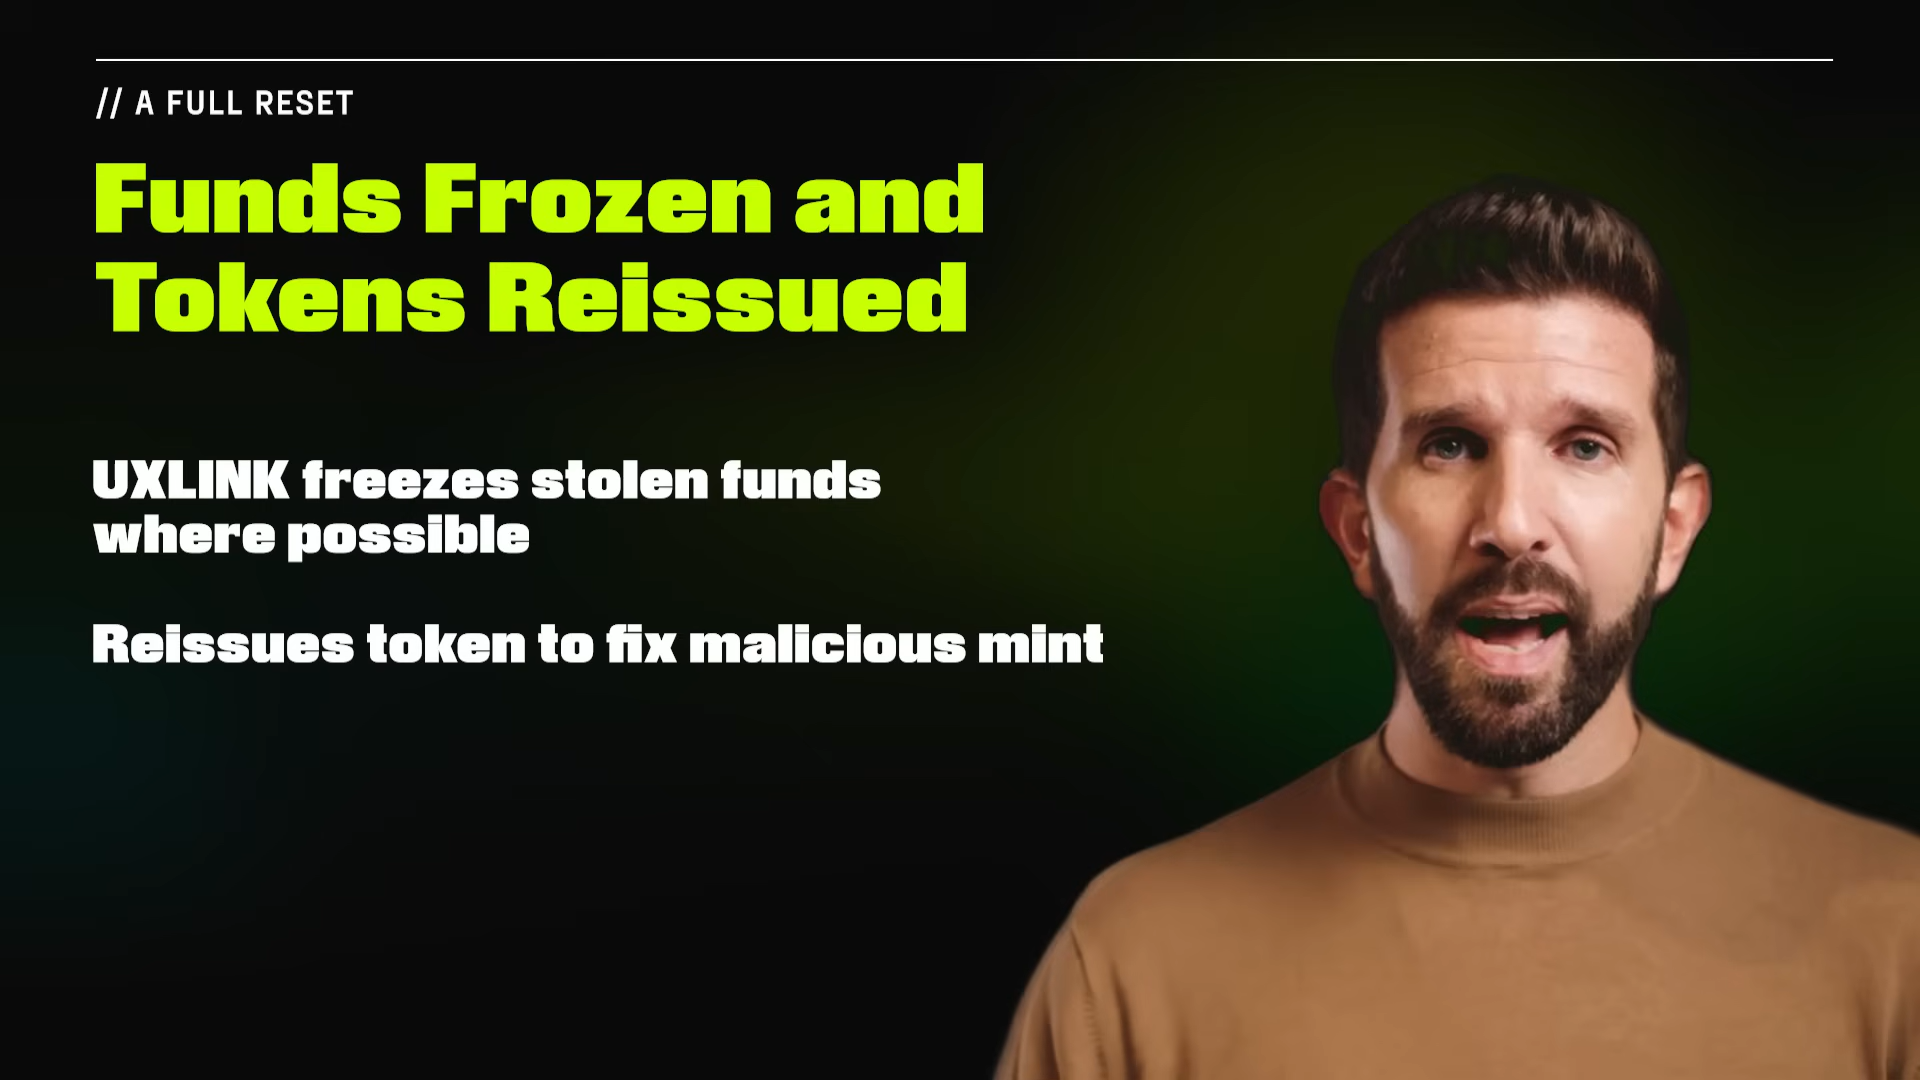 // A FULL RESET
Funds Frozen and
Tokens Reissued
UXLINK freezes stolen funds
where possible
Reissues token to fix malicious mint